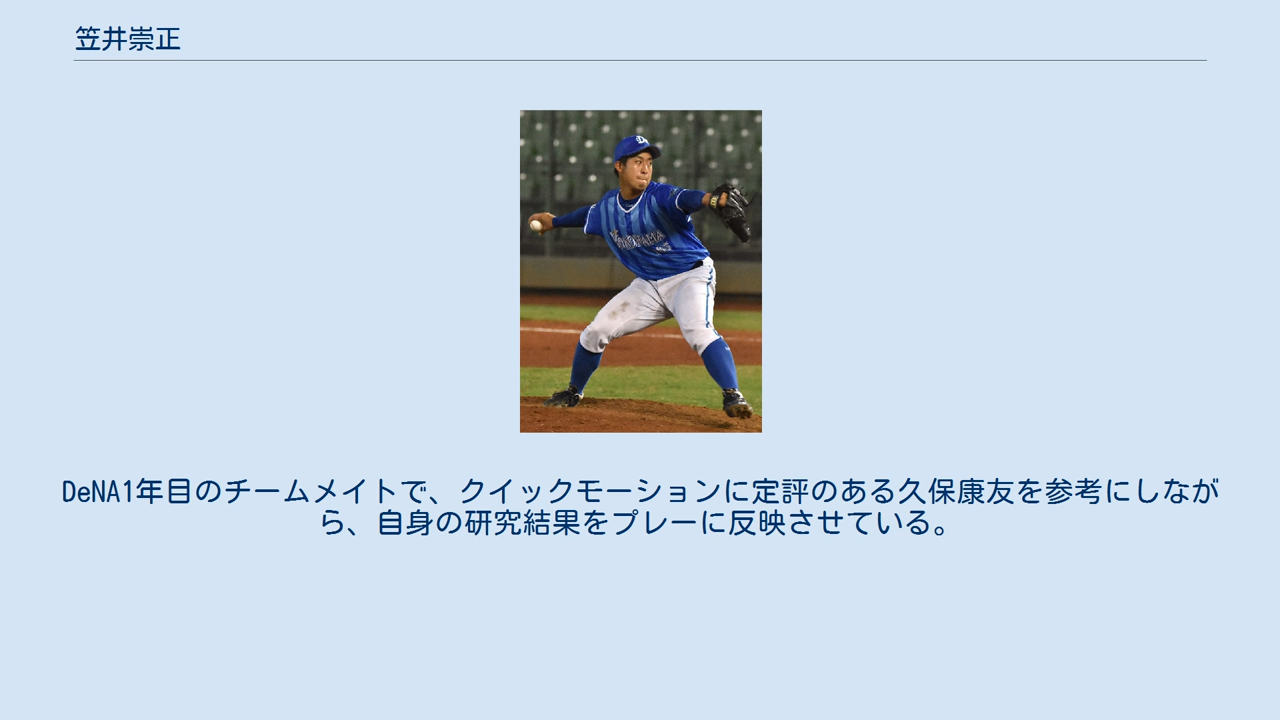 笠井崇正
YOKOHAMA
DeNA1年目のチームメイトで、クイックモーションに定評のある久保康友を参考にしなが
ら、自身の研究結果をプレーに反映させている。